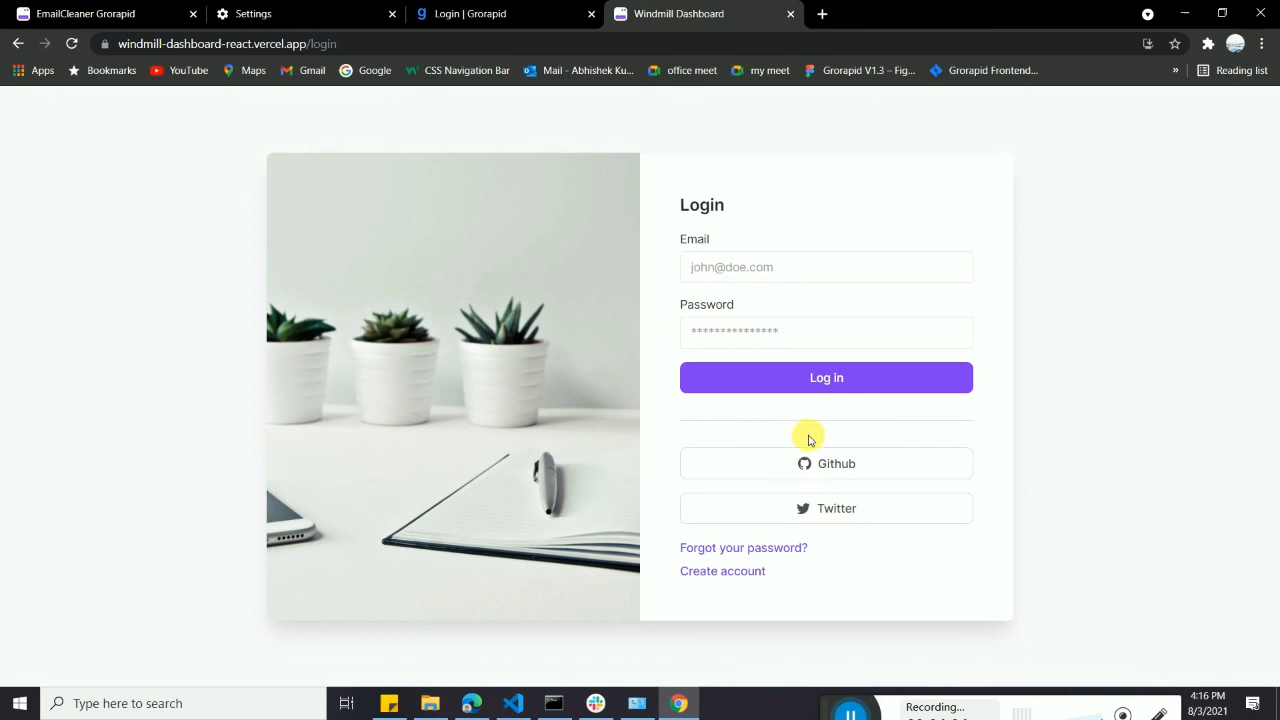 EmailCleaner Grorapid
Settings
Login | Grorapid
Windmill Dashboard
windmill-dashboard-react.vercel.app/login
Apps
Bookmarks
YouTube
Maps
Gmail
Google
CSS Navigation Bar
Mail - Abhishek Ku...
office meet
my meet
Grorapid V1.3 – Fig...
Grorapid Frontend...
»
Reading list
Login
Email
john@doe.com
Password
***************
Log in
Github
Twitter
Forgot your password?
Create account
Type here to search
Recording...
4:16 PM
8/3/2021